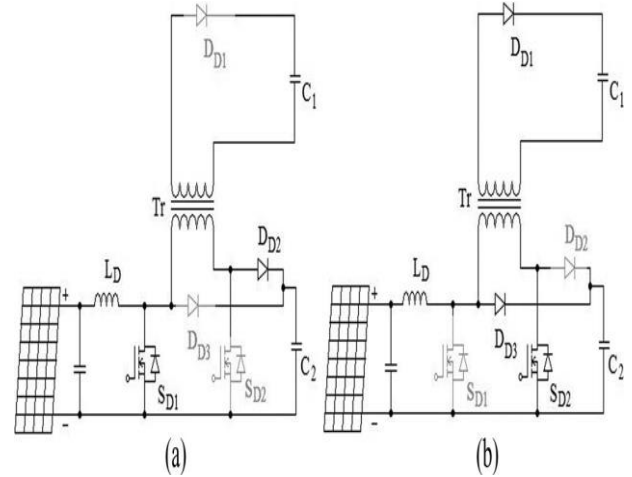 D_D1
C_1
Tr
D_D2
L_D
+
D_D3
S_D1
S_D2
C_2
-
(a)
D_D1
C_1
Tr
D_D2
L_D
+
D_D3
S_D1
S_D2
C_2
-
(b)